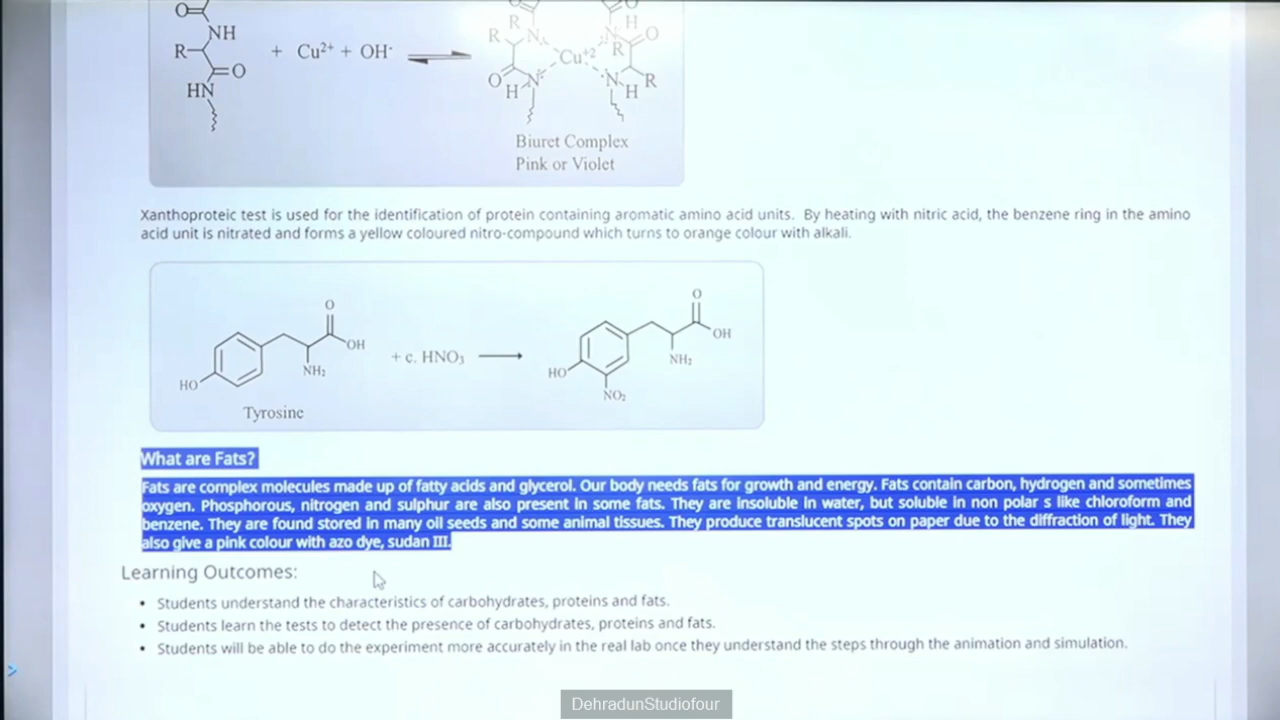 O
NH
R
+ Cu²⁺ + OH⁻
O
HN
R
H
R
N
N
O
Cu⁺²
R
O
N
N
R
H
H
Biuret Complex
Pink or Violet
Xanthoproteic test is used for the identification of protein containing aromatic amino acid units. By heating with nitric acid, the benzene ring in the amino
acid unit is nitrated and forms a yellow coloured nitro-compound which turns to orange colour with alkali.
O
OH
NH₂
HO
Tyrosine
+ c. HNO₃
O
OH
NH₂
HO
NO₂
What are Fats?
Fats are complex molecules made up of fatty acids and glycerol. Our body needs fats for growth and energy. Fats contain carbon, hydrogen and sometimes
oxygen. Phosphorous, nitrogen and sulphur are also present in some fats. They are insoluble in water, but soluble in non polar s like chloroform and
benzene. They are found stored in many oil seeds and some animal tissues. They produce translucent spots on paper due to the diffraction of light. They
also give a pink colour with azo dye, sudan III.
Learning Outcomes:
• Students understand the characteristics of carbohydrates, proteins and fats.
• Students learn the tests to detect the presence of carbohydrates, proteins and fats.
• Students will be able to do the experiment more accurately in the real lab once they understand the steps through the animation and simulation.
DehradunStudiofour